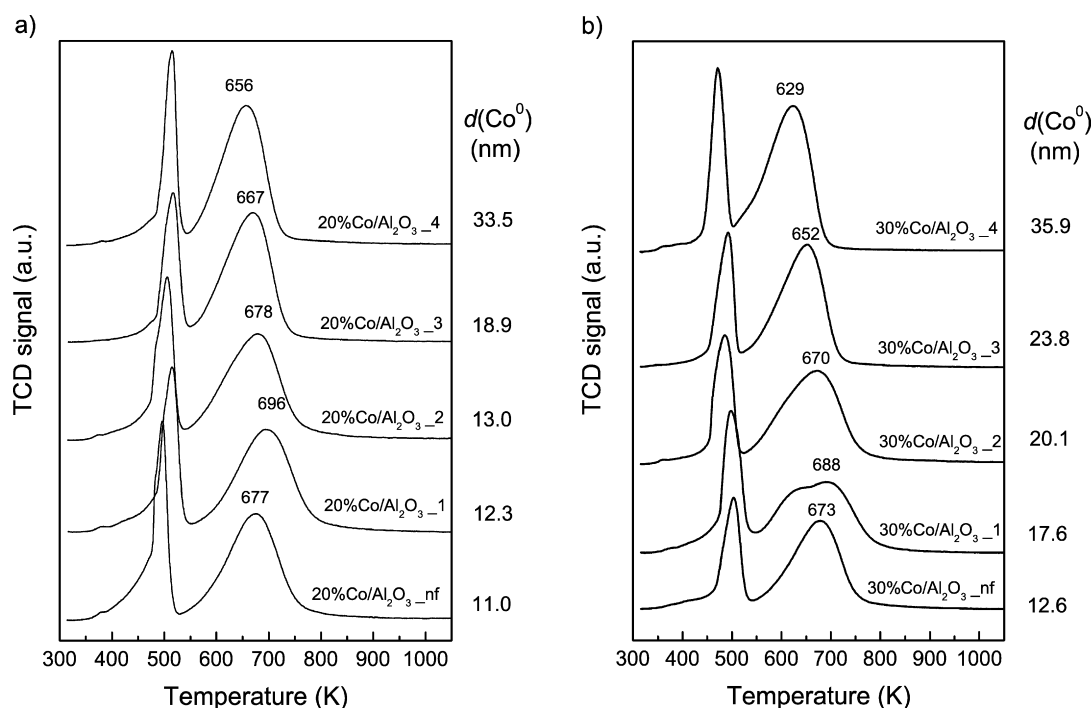 a)
TCD signal (a.u.)
d(Co⁰)
(nm)
656
20%Co/Al₂O₃_4
33.5
667
20%Co/Al₂O₃_3
18.9
678
20%Co/Al₂O₃_2
13.0
696
20%Co/Al₂O₃_1
12.3
677
20%Co/Al₂O₃_nf
11.0
300 400 500 600 700 800 900 1000
Temperature (K)
b)
TCD signal (a.u.)
d(Co⁰)
(nm)
629
30%Co/Al₂O₃_4
35.9
652
30%Co/Al₂O₃_3
23.8
670
30%Co/Al₂O₃_2
20.1
688
30%Co/Al₂O₃_1
17.6
673
30%Co/Al₂O₃_nf
12.6
300 400 500 600 700 800 900 1000
Temperature (K)